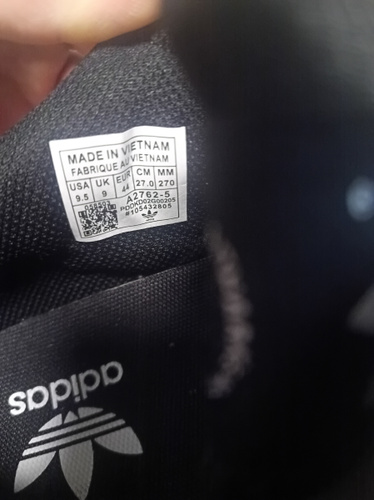 MADE IN VIETNAM
FABRIQUE AU VIETNAM
USA UK EUR CM MM
9.5 9 44 27.0 270
A2762-5
PODKD02G00205
#105432805
adidas